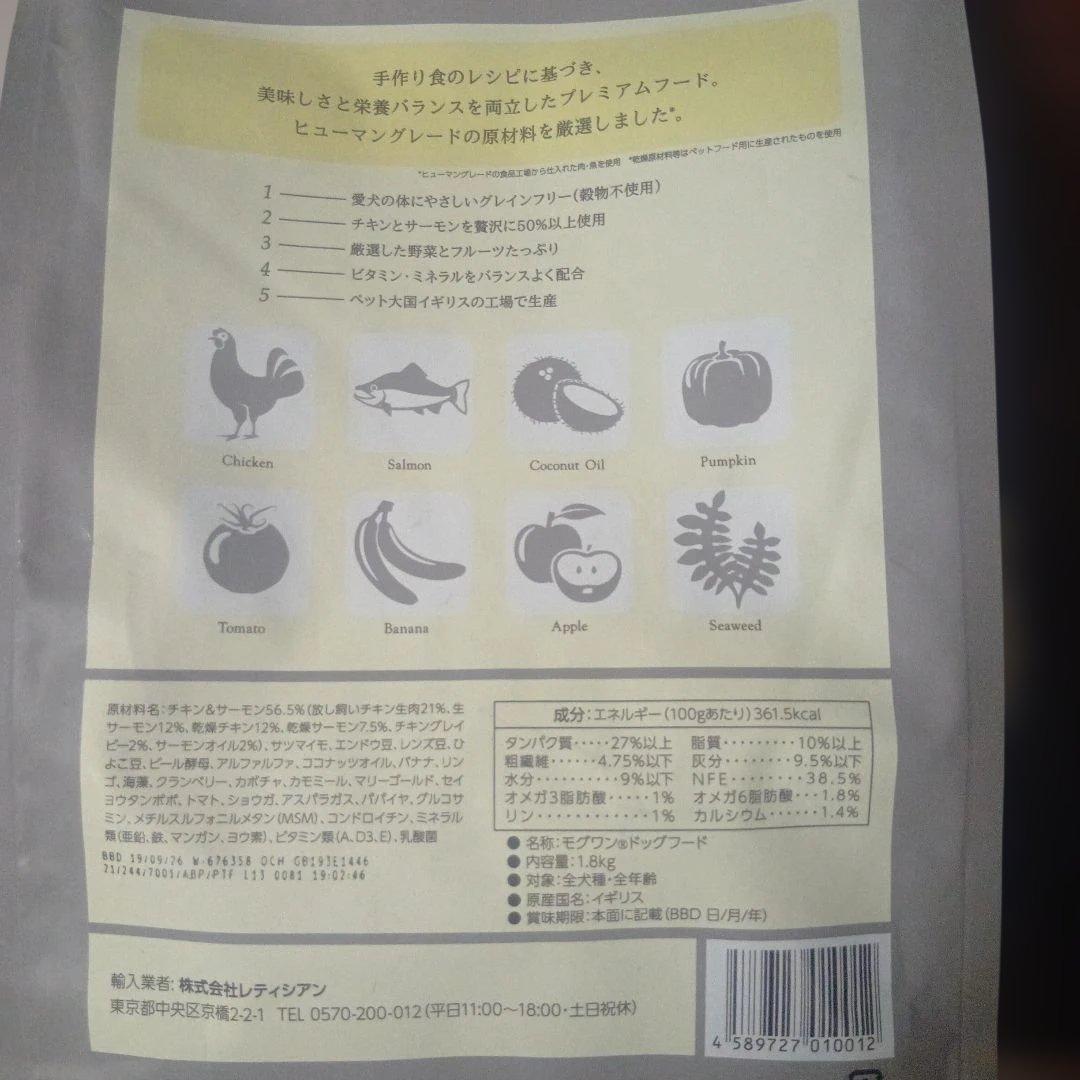 手作り食のレシピに基づき、
美味しさと栄養バランスを両立したプレミアムフード。
ヒューマングレードの原材料を厳選しました*。
*ヒューマングレードの食品工場から仕入れた肉・魚を使用 *乾燥原材料等はペットフード用に生産されたものを使用
1 愛犬の体にやさしいグレインフリー(穀物不使用)
2 チキンとサーモンを贅沢に50%以上使用
3 厳選した野菜とフルーツたっぷり
4 ビタミン・ミネラルをバランスよく配合
5 ペット大国イギリスの工場で生産
Chicken Salmon Coconut Oil Pumpkin
Tomato Banana Apple Seaweed
原材料名:チキン&サーモン56.5%(放し飼いチキン生肉21%、生
サーモン12%、乾燥チキン12%、乾燥サーモン7.5%、チキングレイ
ビー2%、サーモンオイル2%)、サツマイモ、エンドウ豆、レンズ豆、ひ
よこ豆、ビール酵母、アルファルファ、ココナッツオイル、バナナ、リン
ゴ、海藻、クランベリー、カボチャ、カモミール、マリーゴールド、セイ
ヨウタンポポ、トマト、ショウガ、アスパラガス、パパイヤ、グルコサ
ミン、メチルスルフォニルメタン(MSM)、コンドロイチン、ミネラル
類(亜鉛、鉄、マンガン、ヨウ素)、ビタミン類(A、D3、E)、乳酸菌
BBD 19/09/26 W-676358 OCH GB193E1446
21/244/7001/ABP/PTF L13 0081 19:02:46
成分:エネルギー(100gあたり)361.5kcal
タンパク質·····27%以上 脂質·········10%以上
粗繊維······4.75%以下 灰分········9.5%以下
水分·········9%以下 NFE········38.5%
オメガ3脂肪酸·····1% オメガ6脂肪酸···1.8%
リン············1% カルシウム······1.4%
● 名称:モグワン®ドッグフード
● 内容量:1.8kg
● 対象:全犬種・全年齢
● 原産国名:イギリス
● 賞味期限:本面に記載(BBD 日/月/年)
輸入業者:株式会社レティシアン
東京都中央区京橋2-2-1 TEL 0570-200-012(平日11:00〜18:00・土日祝休)
4 589727 010012